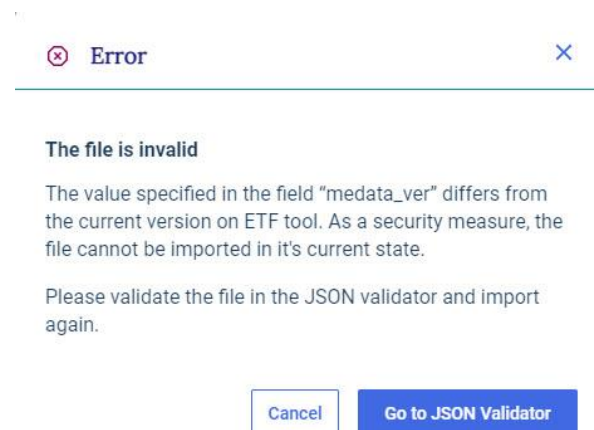 Error
The file is invalid
The value specified in the field “medata_ver” differs from
the current version on ETF tool. As a security measure, the
file cannot be imported in it's current state.
Please validate the file in the JSON validator and import
again.
Cancel
Go to JSON Validator